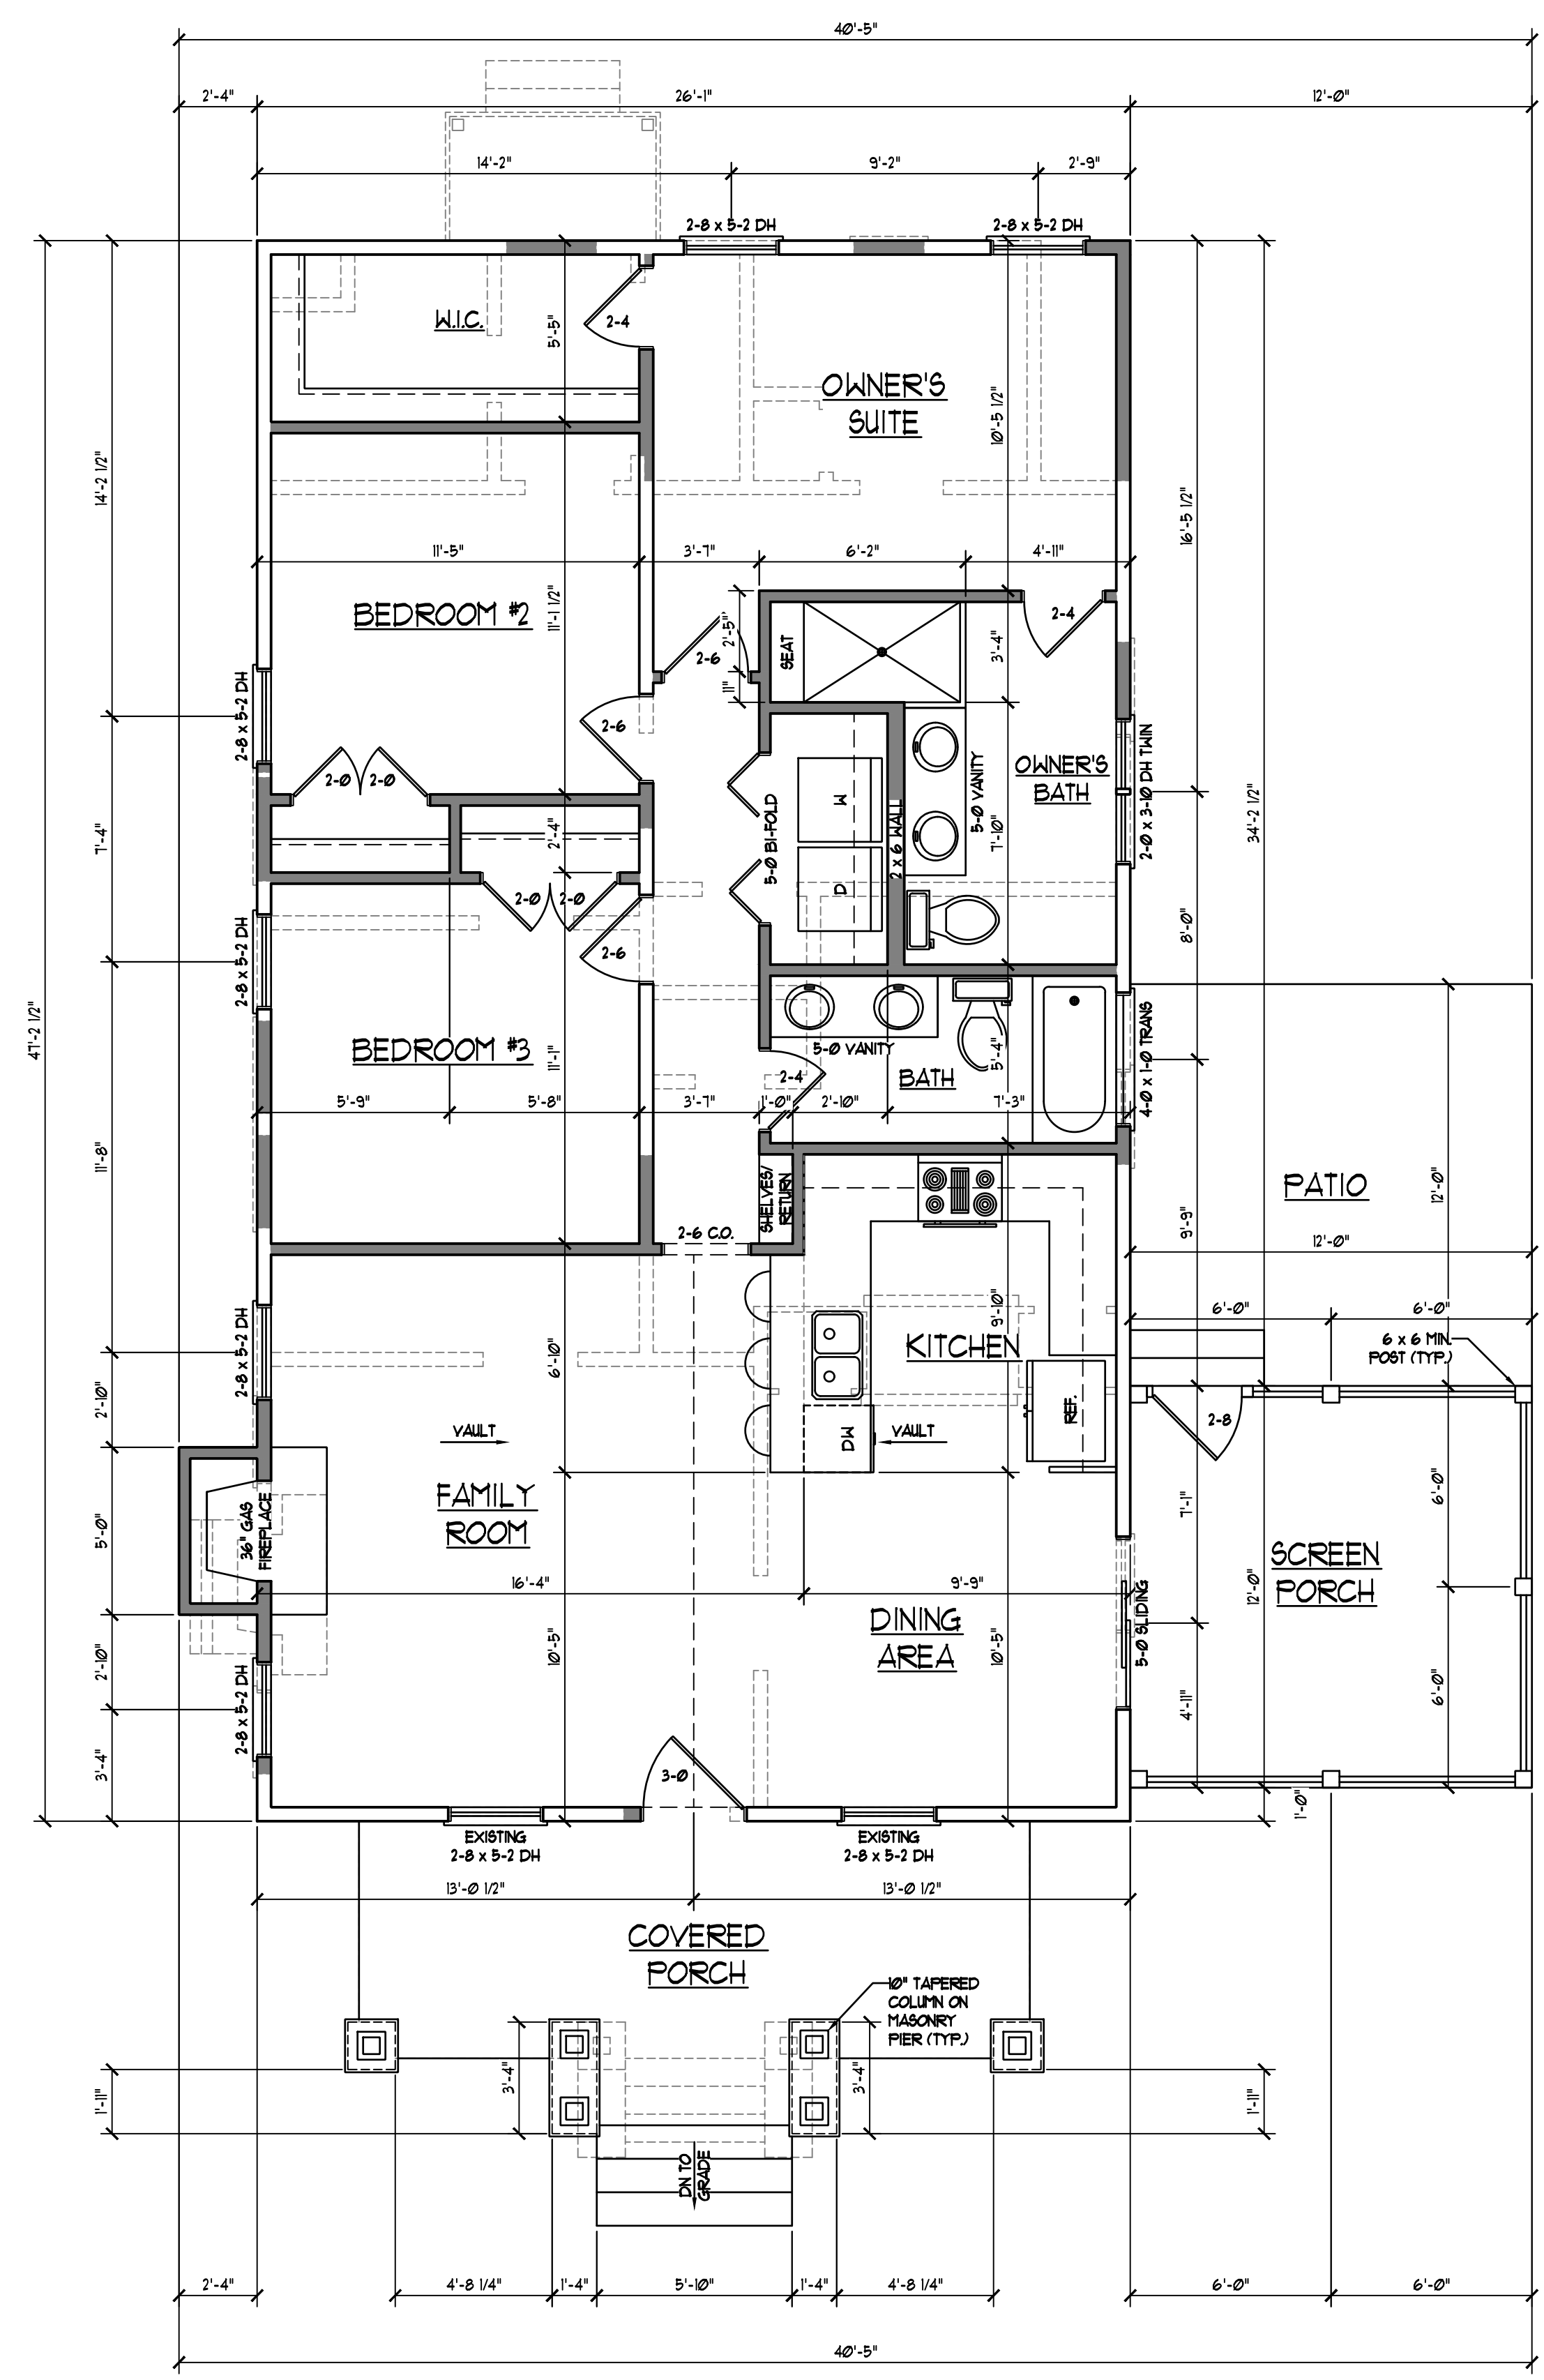 40'-5"
2'-4"
26'-1"
12'-0"
14'-2"
9'-2"
2'-9"
2-8 x 5-2 DH
2-8 x 5-2 DH
W.I.C.
5'-5"
2-4
OWNER'S
SUITE
10'-5 1/2"
14'-2 1/2"
16'-5 1/2"
11'-5"
3'-7"
6'-2"
4'-11"
BEDROOM #2
11'-1 1/2"
2'-5"
2-6
11"
SEAT
3'-4"
2-4
2-8 x 5-2 DH
2-6
2-0
2-0
5-0 BI-FOLD
W
D
2 x 6 WALL
5-0 VANITY
7'-10"
OWNER'S
BATH
2-0 x 3-10 DH TWIN
34'-2 1/2"
7'-4"
2'-4"
2-0
2-0
2-6
8'-0"
2-8 x 5-2 DH
47'-2 1/2"
BEDROOM #3
11'-1"
5-0 VANITY
5'-4"
2-4
BATH
4-0 x 1-0 TRANS
5'-9"
5'-8"
3'-7"
1'-0"
2'-10"
7'-3"
11'-8"
SHELVES/
RETURN
PATIO
12'-0"
9'-9"
2-6 C.O.
12'-0"
6'-0"
6'-0"
2-8 x 5-2 DH
6'-10"
9'-10"
KITCHEN
6 x 6 MIN.
POST (TYP.)
2'-10"
REF.
2-8
VAULT
DW
VAULT
FAMILY
ROOM
36" GAS
FIREPLACE
5'-0"
7'-1"
6'-0"
SCREEN
PORCH
16'-4"
9'-9"
12'-0"
5-0 SLIDING
DINING
AREA
10'-5"
10'-5"
2'-10"
2-8 x 5-2 DH
4'-11"
6'-0"
3'-4"
3-0
1'-0"
EXISTING
2-8 x 5-2 DH
EXISTING
2-8 x 5-2 DH
13'-0 1/2"
13'-0 1/2"
COVERED
PORCH
10" TAPERED
COLUMN ON
MASONRY
PIER (TYP.)
1'-11"
3'-4"
3'-4"
1'-11"
DN TO
GRADE
2'-4"
4'-8 1/4"
1'-4"
5'-10"
1'-4"
4'-8 1/4"
6'-0"
6'-0"
40'-5"